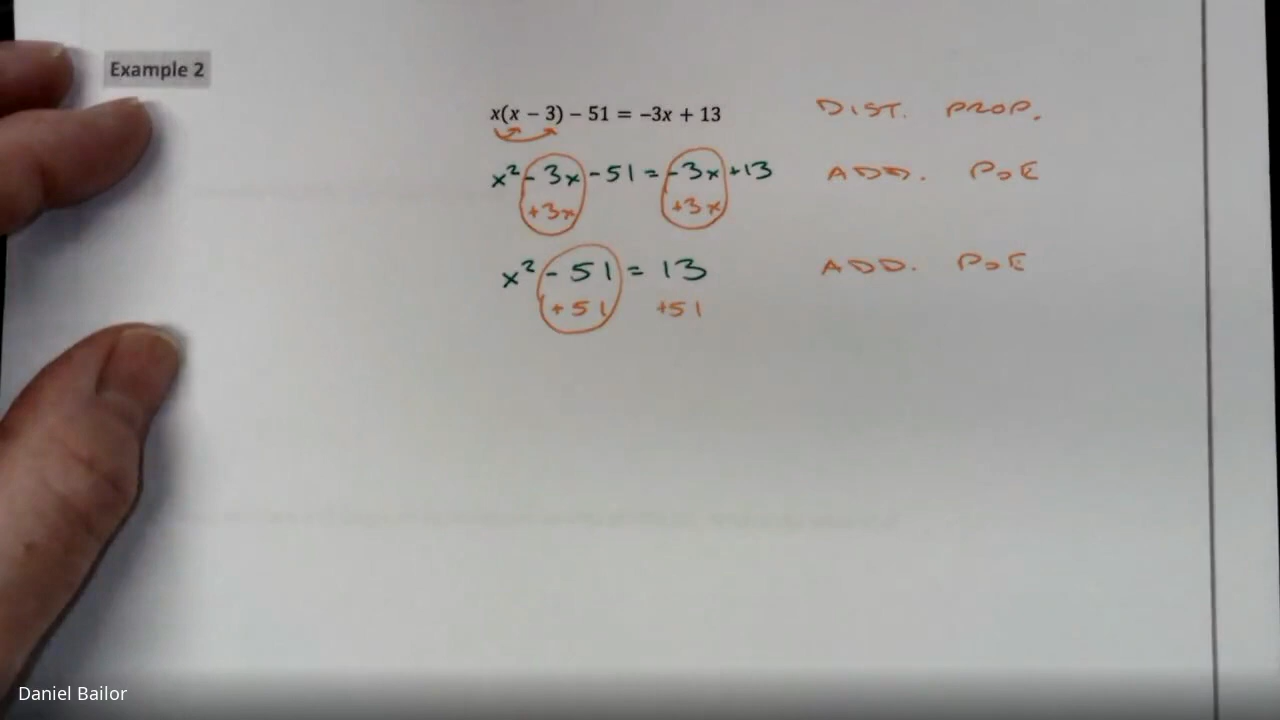 Example 2
x(x − 3) − 51 = −3x + 13 DIST. PROP.
x² - 3x - 51 = -3x + 13 ADD. PoE
+3x +3x
x² - 51 = 13 ADD. PoE
+51 +51
Daniel Bailor